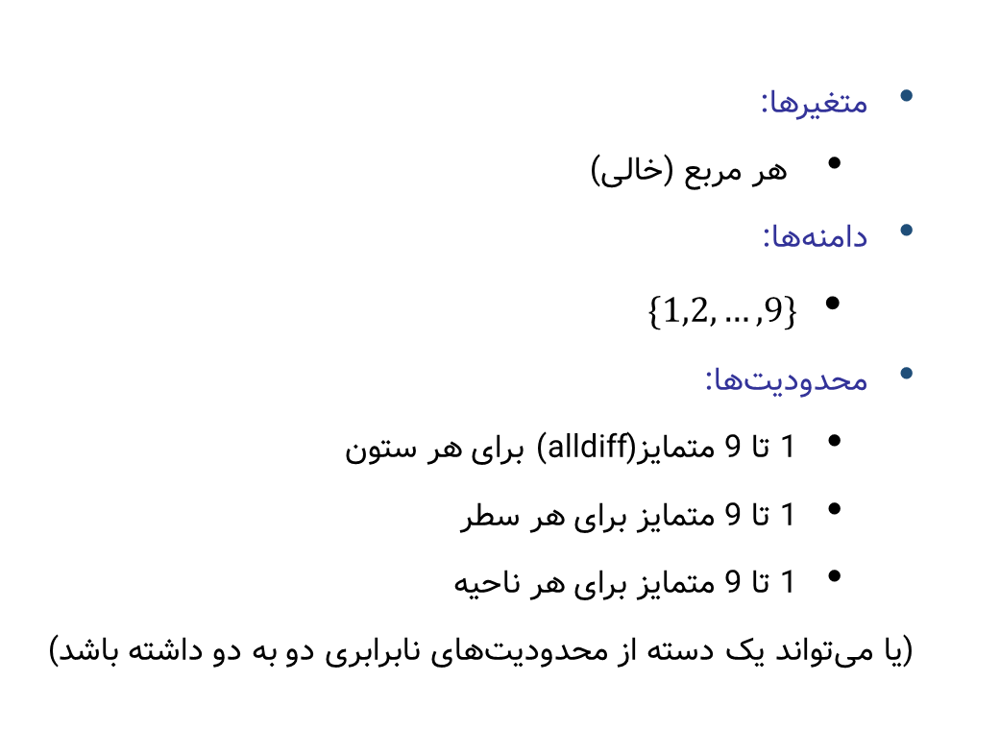 • متغیرها:
• هر مربع (خالی)
• دامنه‌ها:
• {1,2, … ,9}
• محدودیت‌ها:
• 1 تا 9 متمایز(alldiff) برای هر ستون
• 1 تا 9 متمایز برای هر سطر
• 1 تا 9 متمایز برای هر ناحیه
(یا می‌تواند یک دسته از محدودیت‌های نابرابری دو به دو داشته باشد)